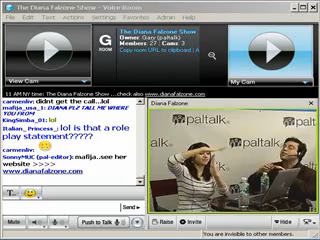 The Diana Falzone Show - Voice Room
File Edit Text Actions Settings Favorites Admin Help
G
ROOM
The Diana Falzone Show
Owner: Gary (paltalk)
Members: 27 | Cams: 3
Copy room URL to clipboard | A
View Cam
My Cam
11 AM NY time: The Diana Falzone Show ...check also www.dianafalzone.com
carmenliv: didnt get the call...lol
mafija_usa_1: DIANA PLZ TALL ME WHERE YOU FROM
KingSimba_01: lol
Italian_Princess_: lol is that a role play statement?????
carmenliv:
SonnyMUC (pal-editor): mafija..see her website >>>>
www.dianafalzone.com
Send
Mute
Push to Talk
Diana Falzone
paltalk
paltalk
paltalk
Raise
Invite
Hide
You are invisible to other members.